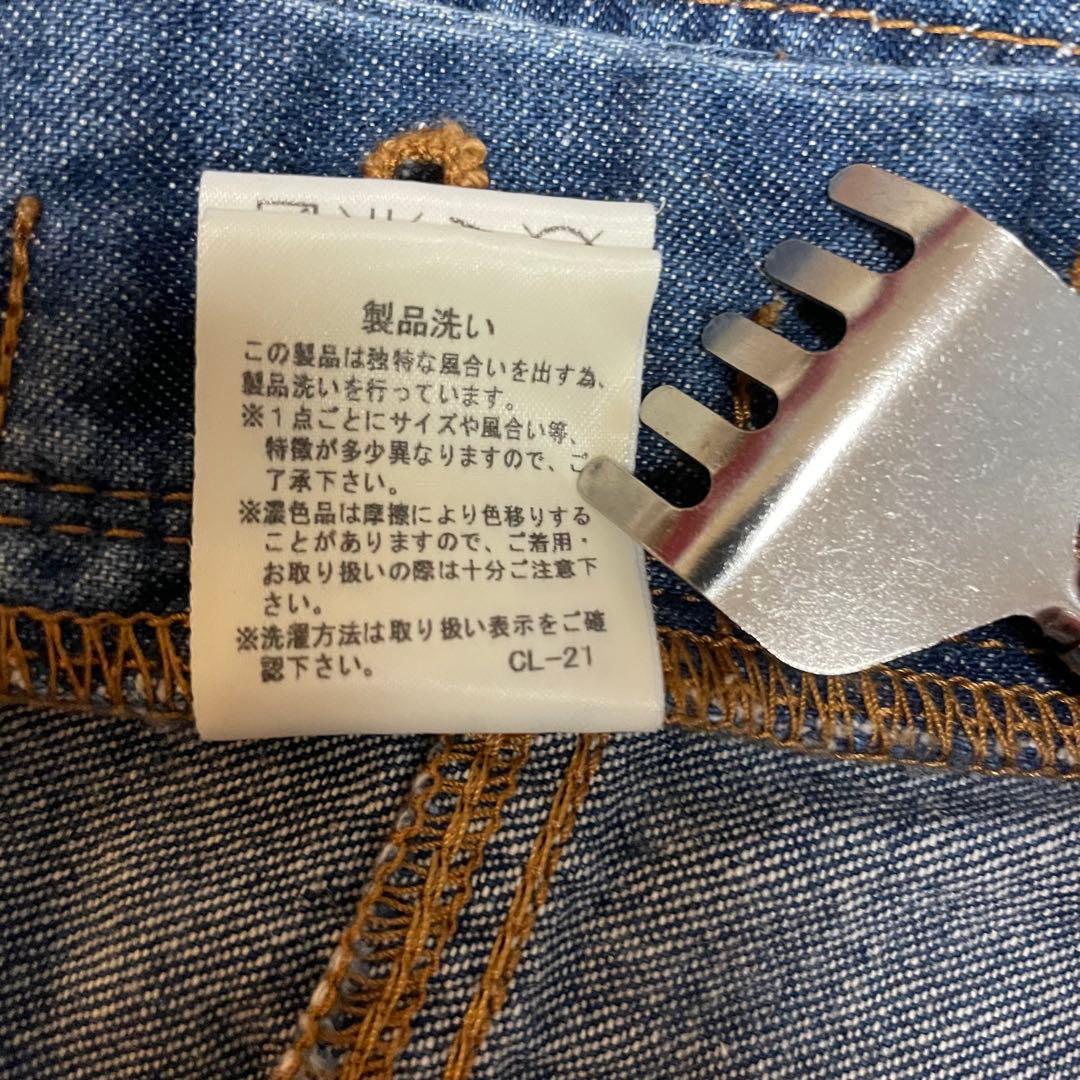 製品洗い
この製品は独特な風合いを出す為、
製品洗いを行っています。
※1点ごとにサイズや風合い等、
特徴が多少異なりますので、ご
了承下さい。
※濃色品は摩擦により色移りする
ことがありますので、ご着用・
お取り扱いの際は十分ご注意下
さい。
※洗濯方法は取り扱い表示をご確
認下さい。 CL-21